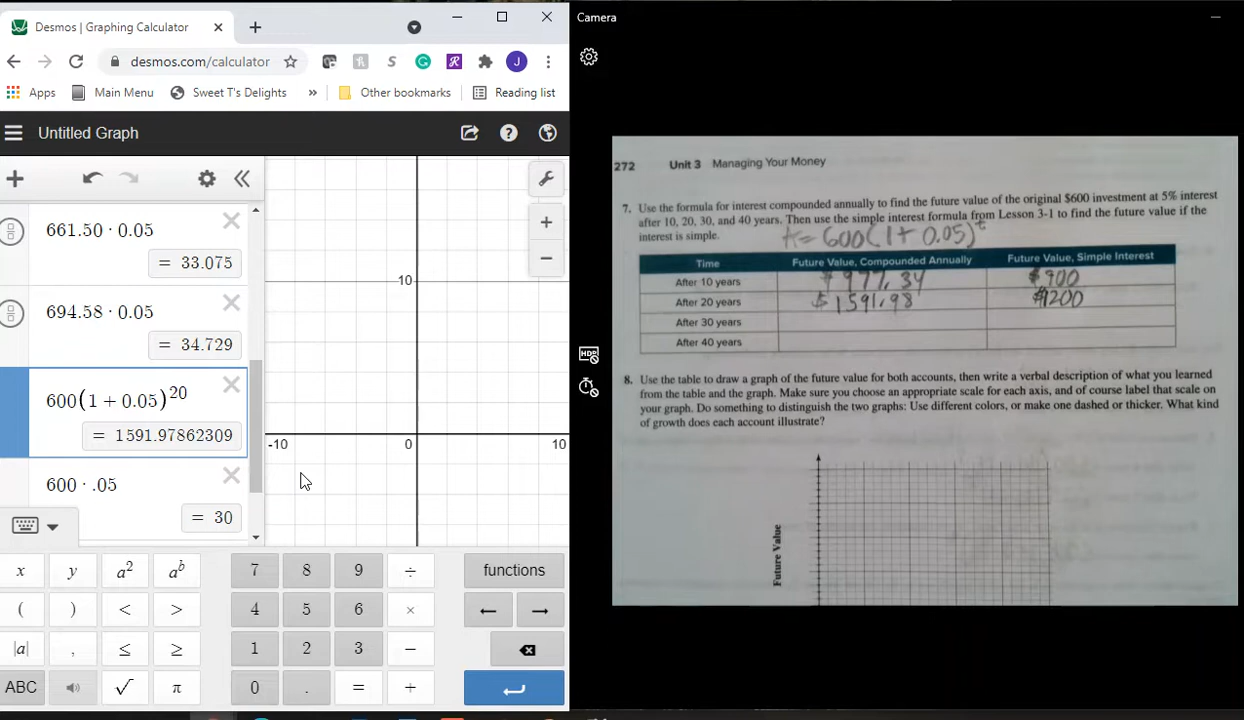 Desmos | Graphing Calculator
desmos.com/calculator
S
J
Apps
Main Menu
Sweet T's Delights
»
Other bookmarks
Reading list
Untitled Graph
661.50 · 0.05
= 33.075
694.58 · 0.05
= 34.729
600(1 + 0.05)^20
= 1591.97862309
600 · .05
= 30
10
-10
0
10
x y a² aᵇ 7 8 9 ÷ functions
( ) < > 4 5 6 × ← →
|a| , ≤ ≥ 1 2 3 −
ABC √ π 0 . = +
Camera
HDR
272 Unit 3 Managing Your Money
7. Use the formula for interest compounded annually to find the future value of the original $600 investment at 5% interest
after 10, 20, 30, and 40 years. Then use the simple interest formula from Lesson 3-1 to find the future value if the
interest is simple.
A = 600(1 + 0.05)^t
Time Future Value, Compounded Annually Future Value, Simple Interest
After 10 years $977.34 $900
After 20 years $1591.98 $1200
After 30 years
After 40 years
8. Use the table to draw a graph of the future value for both accounts, then write a verbal description of what you learned
from the table and the graph. Make sure you choose an appropriate scale for each axis, and of course label that scale on
your graph. Do something to distinguish the two graphs: Use different colors, or make one dashed or thicker. What kind
of growth does each account illustrate?
Future Value